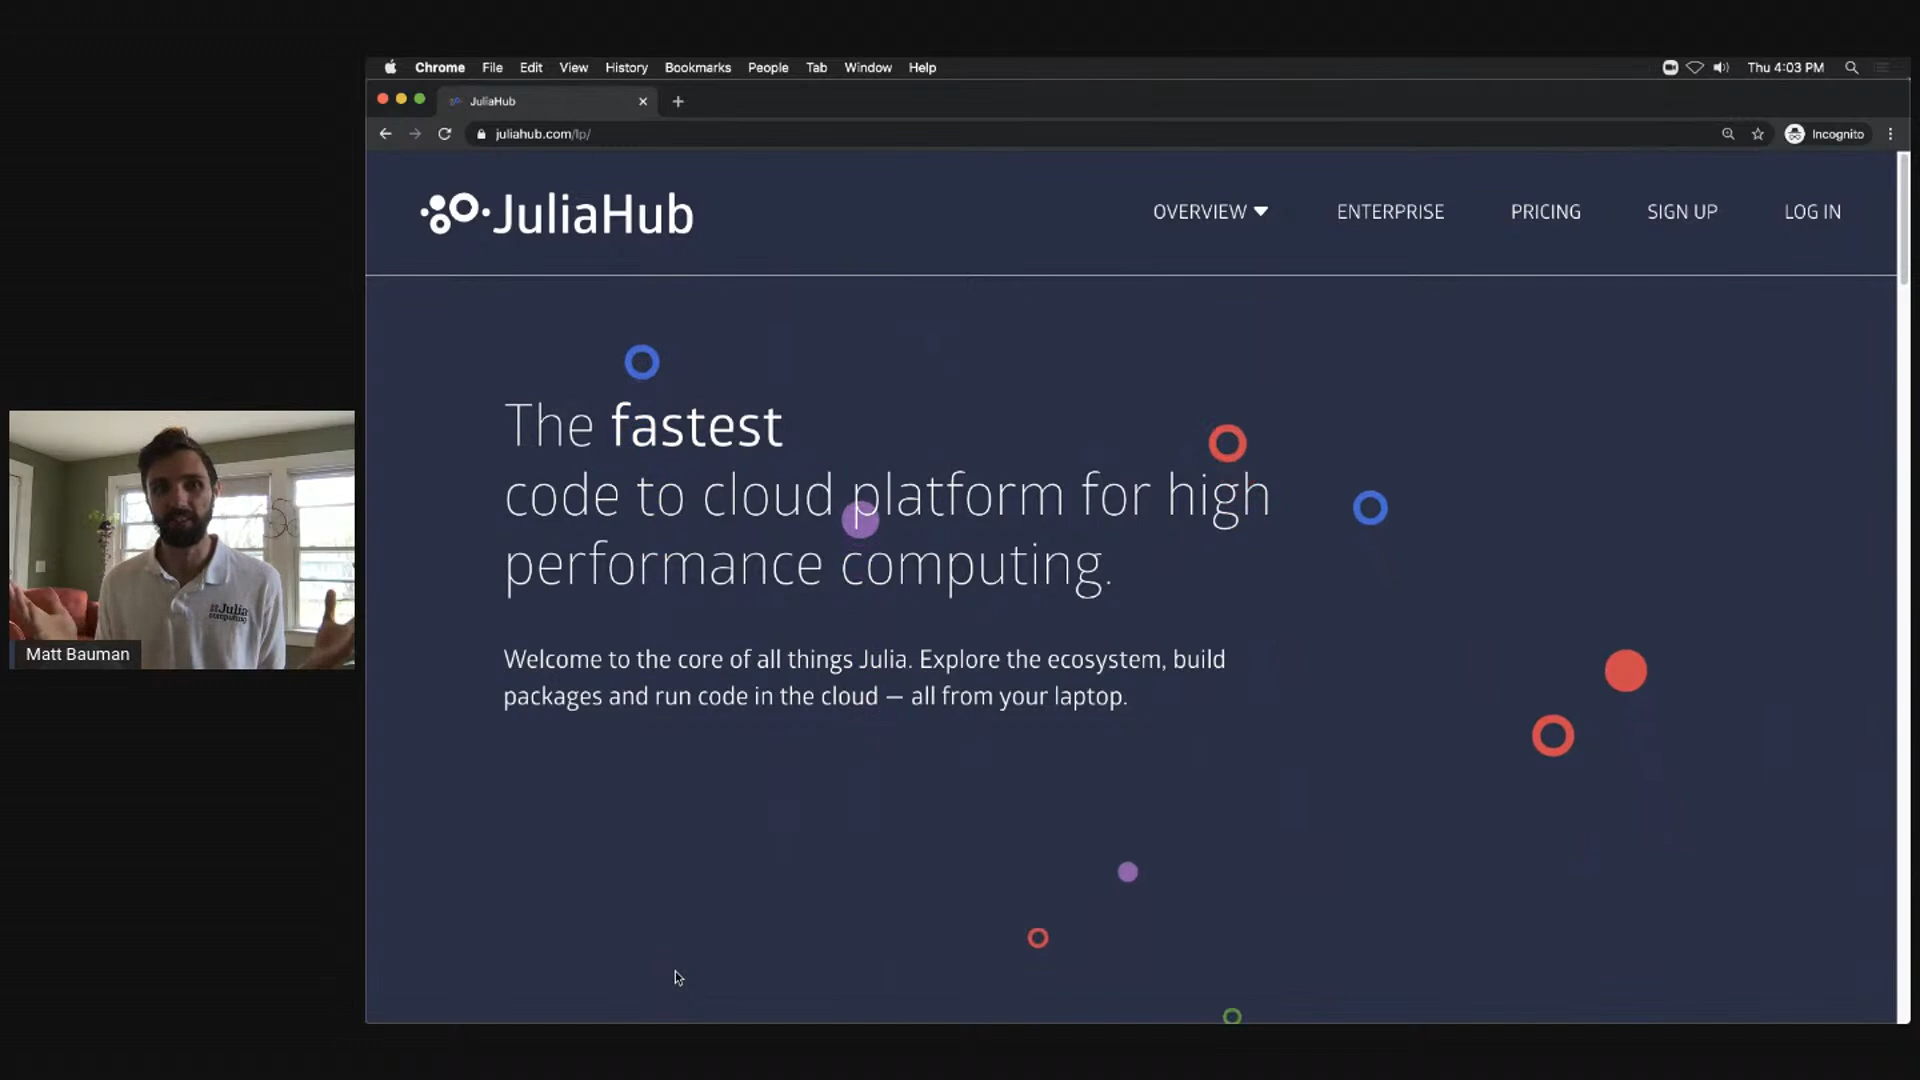 Chrome File Edit View History Bookmarks People Tab Window Help Thu 4:03 PM
JuliaHub
juliahub.com/lp/ Incognito
JuliaHub OVERVIEW ENTERPRISE PRICING SIGN UP LOG IN
The fastest
code to cloud platform for high
performance computing.
Welcome to the core of all things Julia. Explore the ecosystem, build
packages and run code in the cloud — all from your laptop.
Julia
computing
Matt Bauman